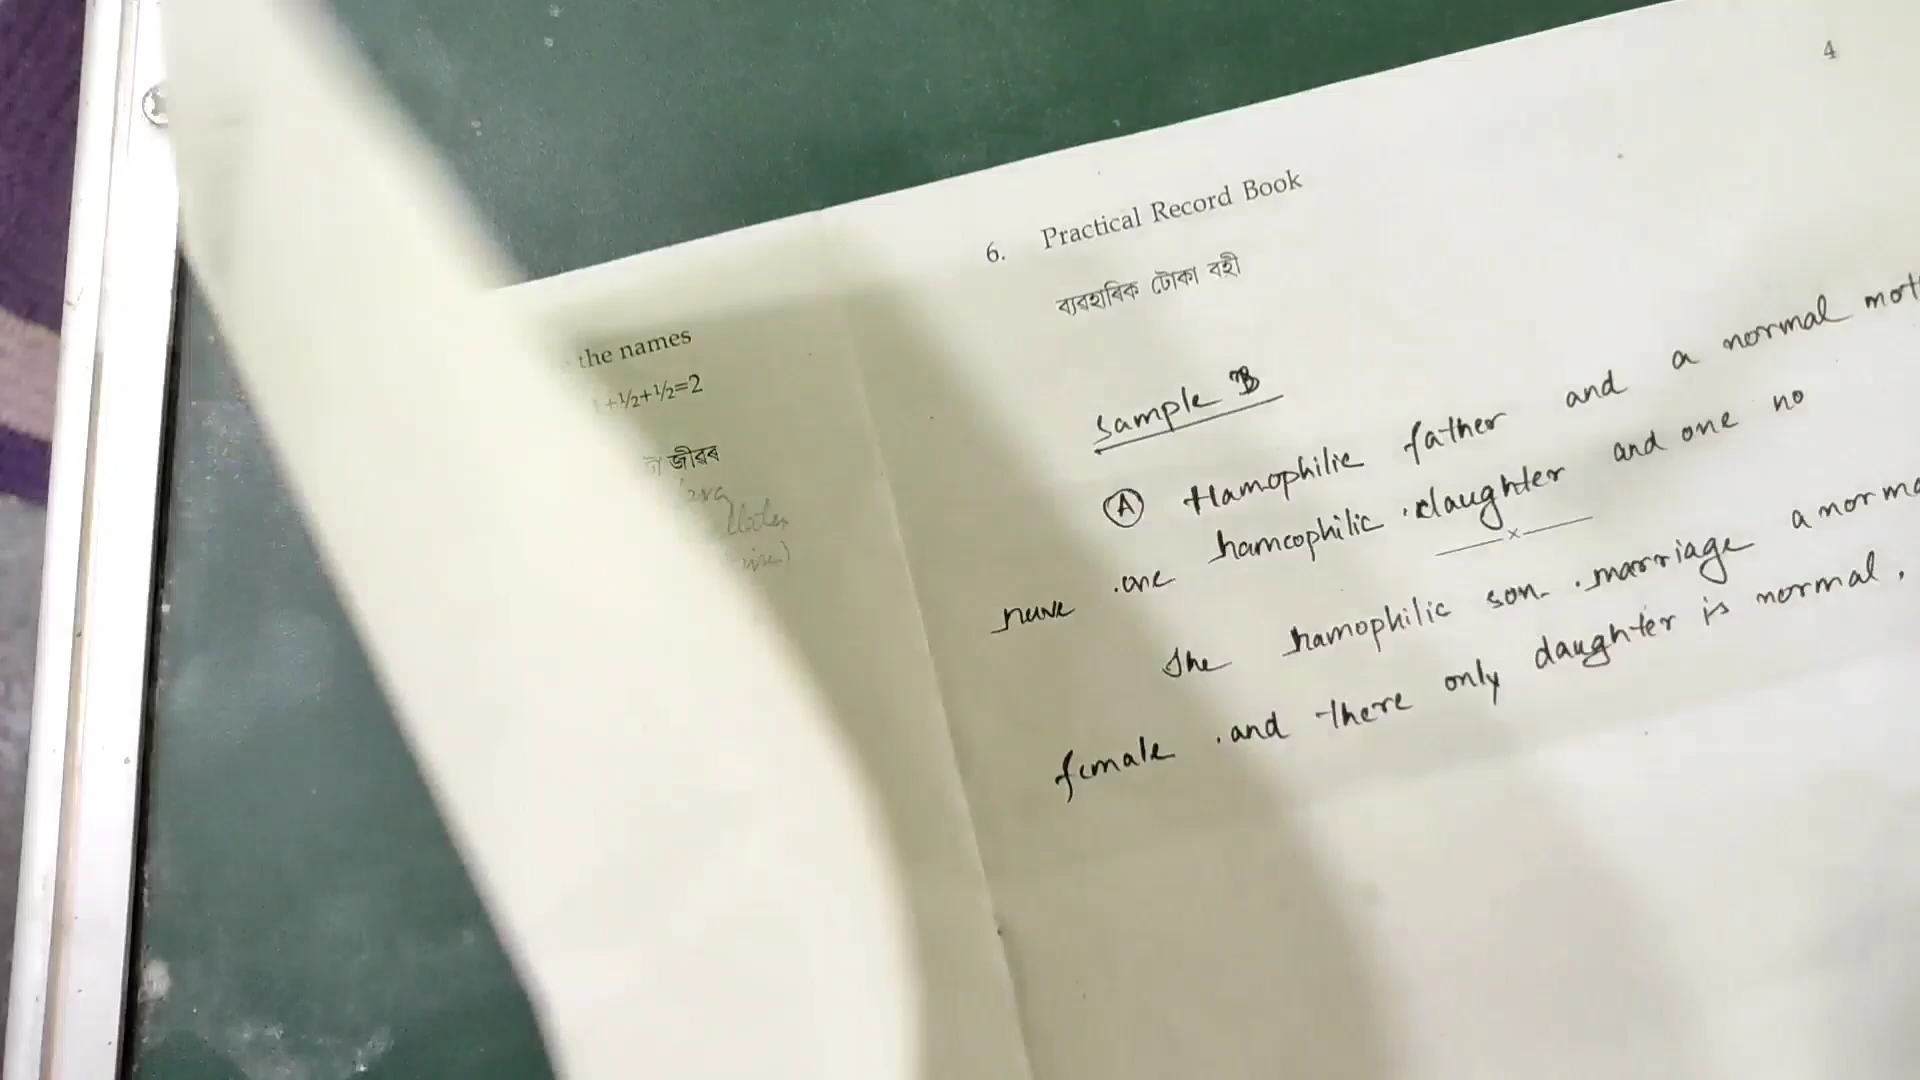 4
the names
+½+½=2
জীৱৰ
6. Practical Record Book
ব্যৱহাৰিক টোকা বহী
Sample B
(A) Hamophilic father and a normal
have one hameophilic daughter and one no
x
The hamophilic son marriage a norma
female and there only daughter is normal.